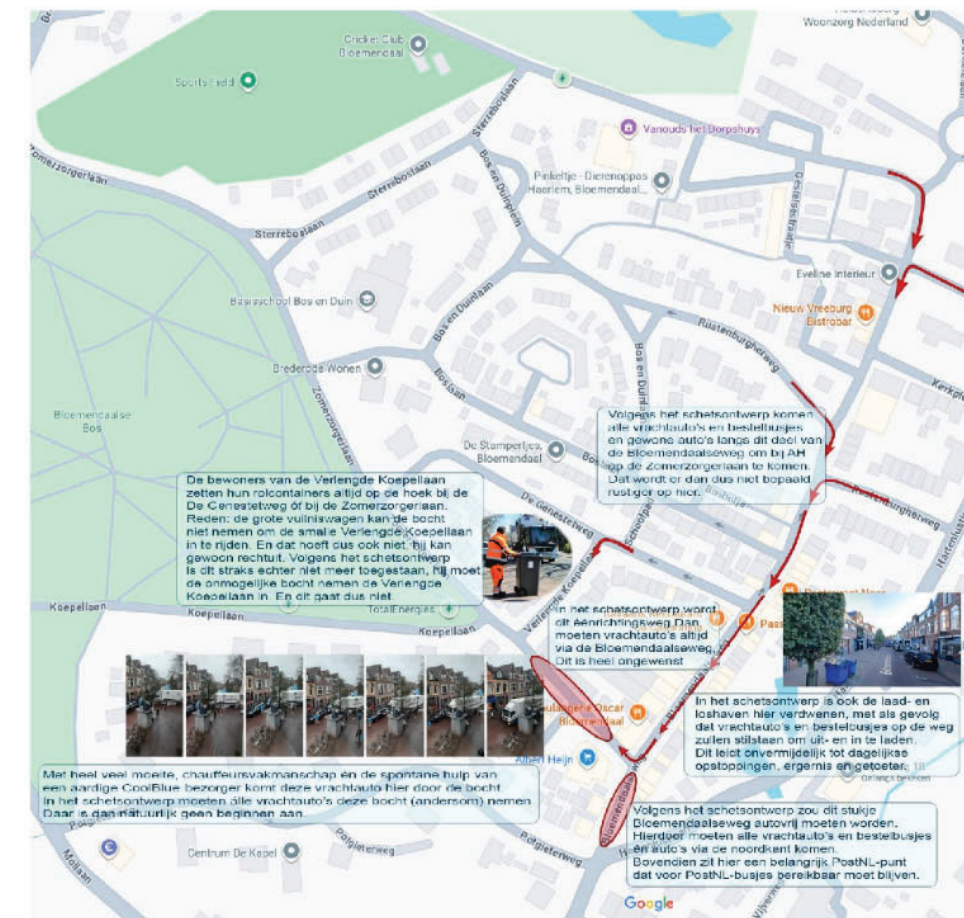 Woonzorg Nederland
Cricket Club
Bloemendaal
Sports Field
Zomerzorgerlaan
Sterreboslaan
Vanouds het Dorpshuys
Pinkeltje - Dierenoppas
Haarlem, Bloemendaal...
Sterreboslaan
Bos en Duinplein
Sterreboslaan
Eveline Interieur
Basisschool Bos en Duin
Bos en Duinlaan
Nieuw Vreeburg
Bistrobar
Rustenburgherweg
Brederode Wonen
Boslaan
Zomerzorgerlaan
Bloemendaalse
Bos
De Stampertjes,
Bloemendaal
Volgens het schetsontwerp komen
alle vrachtauto's en bestelbusjes
en gewone auto's langs dit deel van
de Bloemendaalseweg om bij AH
op de Zomerzorgerlaan te komen.
Dat wordt er dan dus niet bepaald
rustiger op hier.
De bewoners van de Verlengde Koepellaan
zetten hun rolcontainers altijd op de hoek bij de
De Genestetweg óf bij de Zomerzorgerlaan.
Reden: de grote vuilniswagen kan de bocht
niet nemen om de smalle Verlengde Koepellaan
in te rijden. En dat hoeft dus ook niet, hij kan
gewoon rechtuit. Volgens het schetsontwerp
is dit straks echter niet meer toegestaan, hij moet
de onmogelijke bocht nemen de Verlengde
Koepellaan in. En dit gaat dus niet.
De Genestetweg
Rustenburgherweg
Verlengde Koepellaan
Koepellaan
Koepellaan
TotalEnergies
Koepellaan
In het schetsontwerp wordt
dit éénrichtingsweg. Dan
moeten vrachtauto's altijd
via de Bloemendaalseweg.
Dit is heel ongewenst
Bloemendaal
Albert Heijn
In het schetsontwerp is ook de laad- en
loshaven hier verdwenen, met als gevolg
dat vrachtauto's en bestelbusjes op de weg
zullen stilstaan om uit- en in te laden.
Dit leidt onvermijdelijk tot dagelijkse
opstoppingen, ergernis en getoeter.
Met heel veel moeite, chauffeursvakmanschap én de spontane hulp van
een aardige CoolBlue bezorger komt deze vrachtauto hier door de bocht
In het schetsontwerp moeten álle vrachtauto's deze bocht (andersom) nemen
Daar is dan natuurlijk geen beginnen aan.
Volgens het schetsontwerp zou dit stukje
Bloemendaalseweg autovrij moeten worden.
Hierdoor moeten alle vrachtauto's en bestelbusjes
én auto's via de noordkant komen.
Bovendien zit hier een belangrijk PostNL-punt
dat voor PostNL-busjes bereikbaar moet blijven.
Potgieterweg
Potgieterweg
Mollaan
Centrum De Kapel
Google